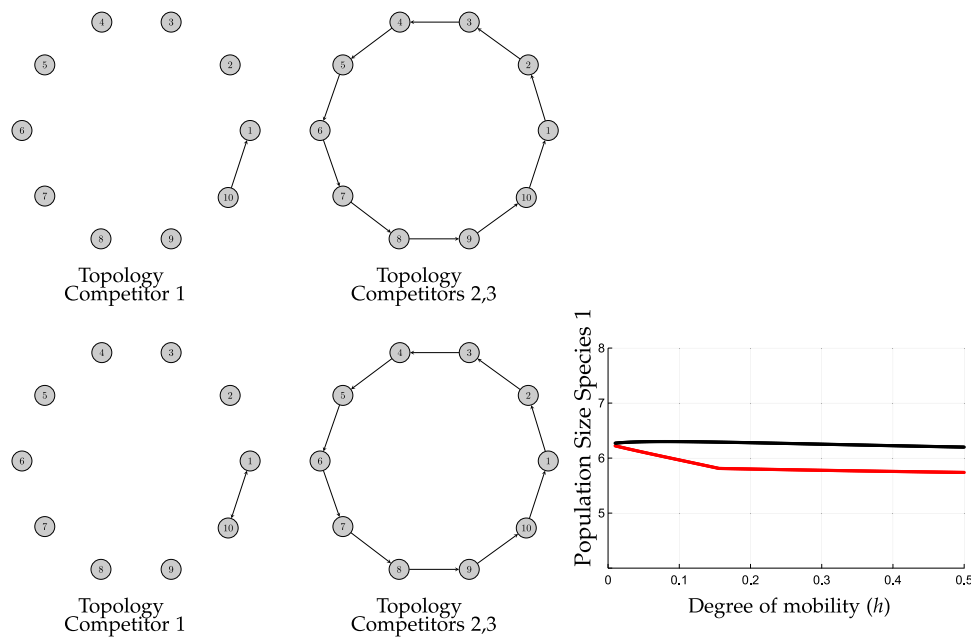 4 3
5 2
6 1
7 10
8 9
Topology
Competitor 1
4 3
5 2
6 1
7 10
8 9
Topology
Competitors 2,3
4 3
5 2
6 1
7 10
8 9
Topology
Competitor 1
4 3
5 2
6 1
7 10
8 9
Topology
Competitors 2,3
Population Size Species 1
8
7
6
5
0 0.1 0.2 0.3 0.4 0.5
Degree of mobility (h)